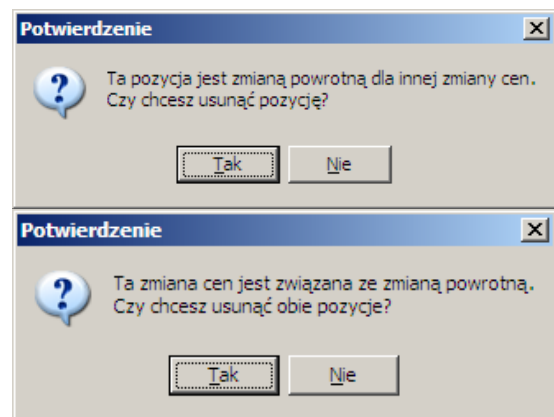 Potwierdzenie
Ta pozycja jest zmianą powrotną dla innej zmiany cen.
Czy chcesz usunąć pozycję?
Tak Nie
Potwierdzenie
Ta zmiana cen jest związana ze zmianą powrotną.
Czy chcesz usunąć obie pozycje?
Tak Nie